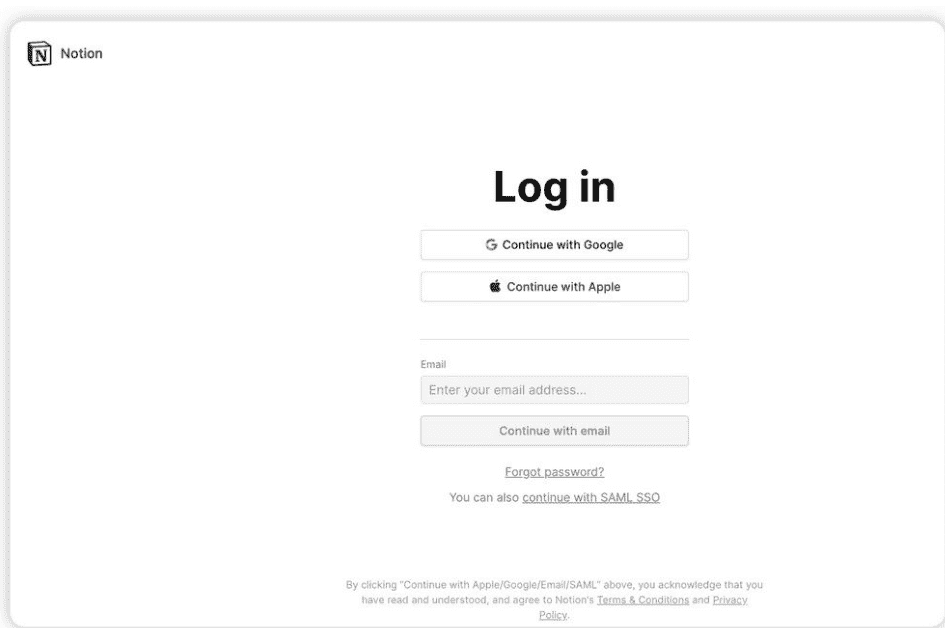 Notion
Log in
Continue with Google
Continue with Apple
Email
Enter your email address...
Continue with email
Forgot password?
You can also continue with SAML SSO
By clicking "Continue with Apple/Google/Email/SAML" above, you acknowledge that you
have read and understood, and agree to Notion's Terms & Conditions and Privacy
Policy.